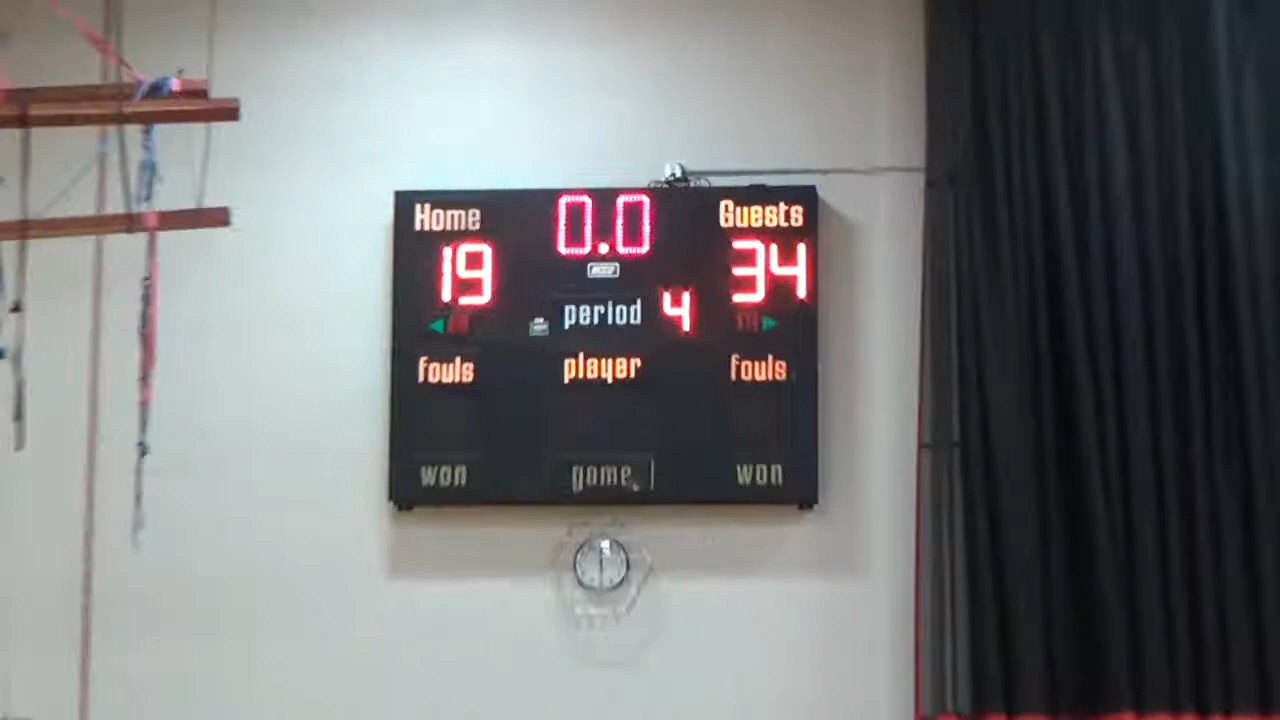 Home 0.0 Guests
19 34
period 4
fouls player fouls
won game won